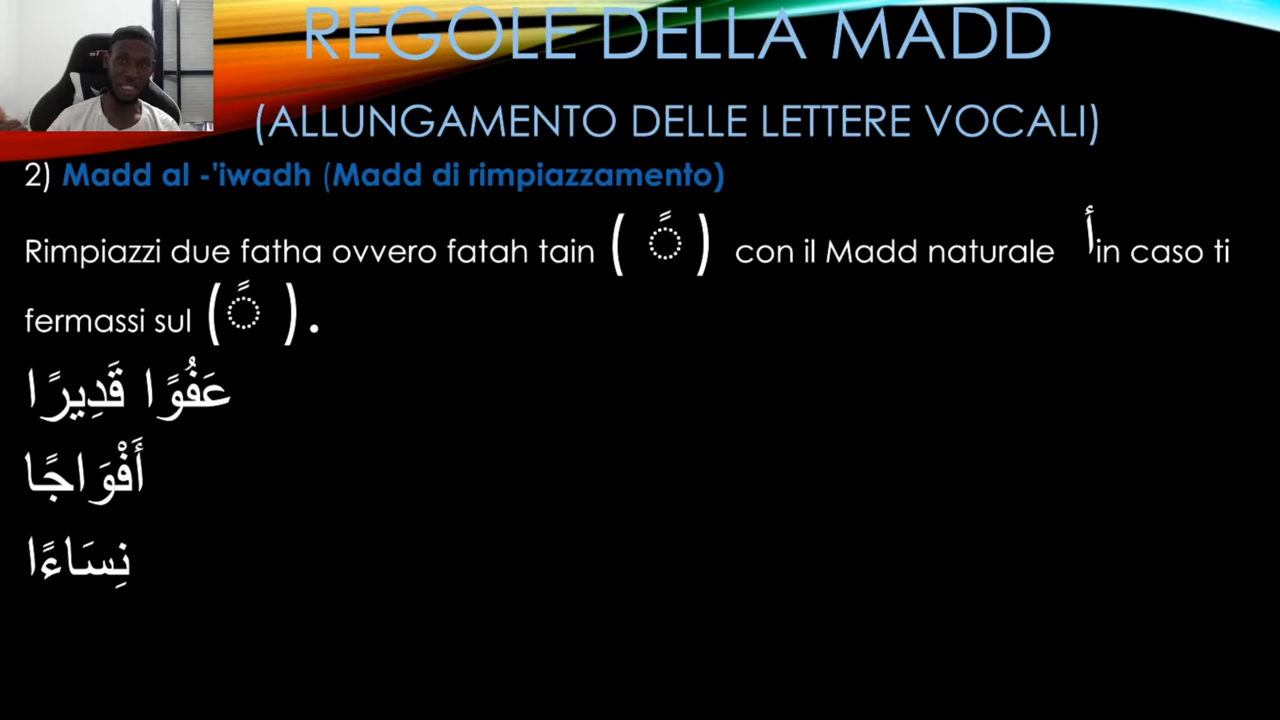 REGOLE DELLA MADD
(ALLUNGAMENTO DELLE LETTERE VOCALI)
2) Madd al -'iwadh (Madd di rimpiazzamento)
Rimpiazzi due fatha ovvero fatah tain ( ً ) con il Madd naturale أ in caso ti
fermassi sul ( ً ).
عَفُوًا قَدِيرًا
أَفْوَاجًا
نِسَاءًا